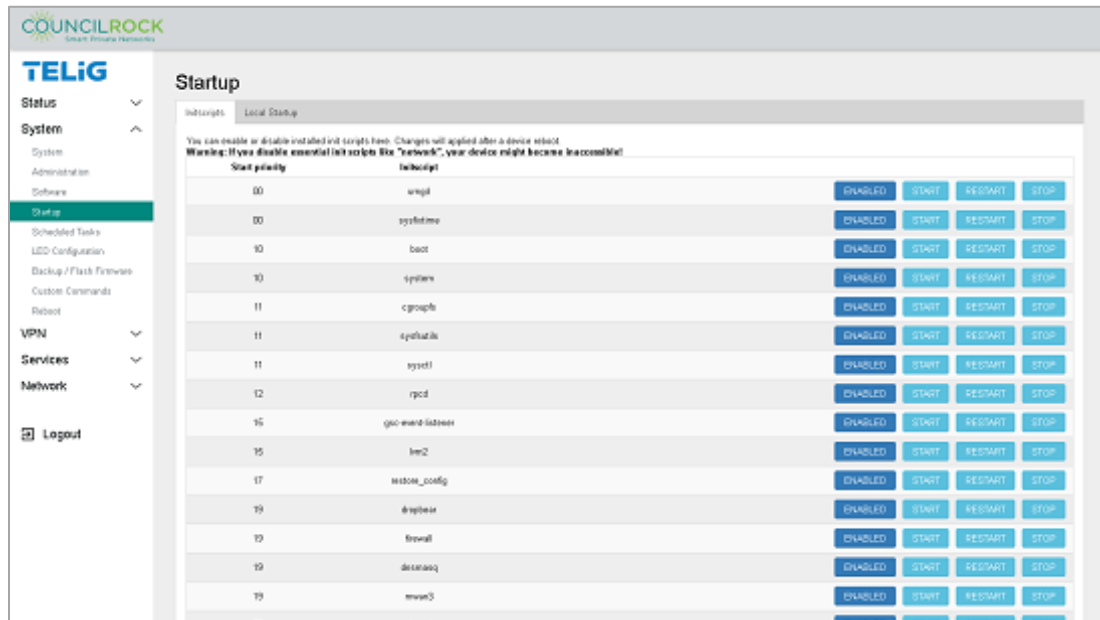 COUNCILROCK
Smart Private Networks
TELiG
Status
System
System
Administration
Software
Startup
Scheduled Tasks
LED Configuration
Backup / Flash Firmware
Custom Commands
Reboot
VPN
Services
Network
Logout
Startup
Initscripts Local Startup
You can enable or disable installed init scripts here. Changes will applied after a device reboot.
Warning: If you disable essential init scripts like "network", your device might become inaccessible!
Start priority Initscript
00 ENABLED START RESTART STOP
00 sysfixtime ENABLED START RESTART STOP
10 boot ENABLED START RESTART STOP
10 system ENABLED START RESTART STOP
11 cgroupfs ENABLED START RESTART STOP
11 ENABLED START RESTART STOP
11 sysctl ENABLED START RESTART STOP
12 rpcd ENABLED START RESTART STOP
15 ENABLED START RESTART STOP
15 lvm2 ENABLED START RESTART STOP
17 restore_config ENABLED START RESTART STOP
19 dropbear ENABLED START RESTART STOP
19 firewall ENABLED START RESTART STOP
19 dnsmasq ENABLED START RESTART STOP
19 mwan3 ENABLED START RESTART STOP